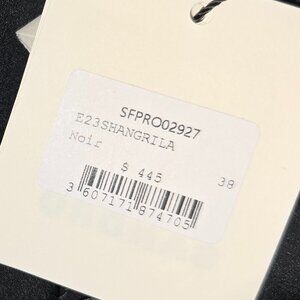 SFPRO02927
E23SHANGRILA
Noir
$ 445 38
3 607171 874705